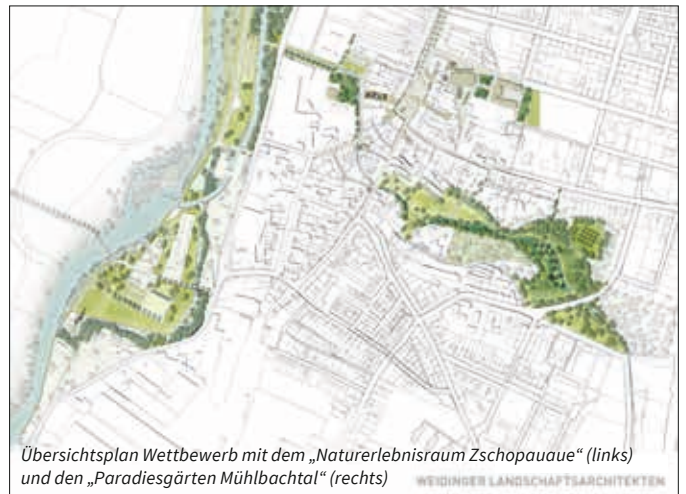 Übersichtsplan Wettbewerb mit dem „Naturerlebnisraum Zschopauaue“ (links)
und den „Paradiesgärten Mühlbachtal“ (rechts)
WEIDINGER LANDSCHAFTSARCHITEKTEN